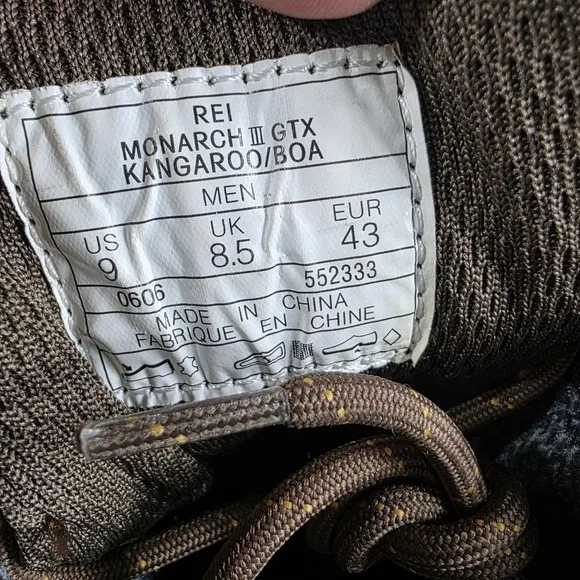 REI
MONARCH III GTX
KANGAROO/BOA
MEN
US UK EUR
9 8.5 43
0606 552333
MADE IN CHINA
FABRIQUE EN CHINE